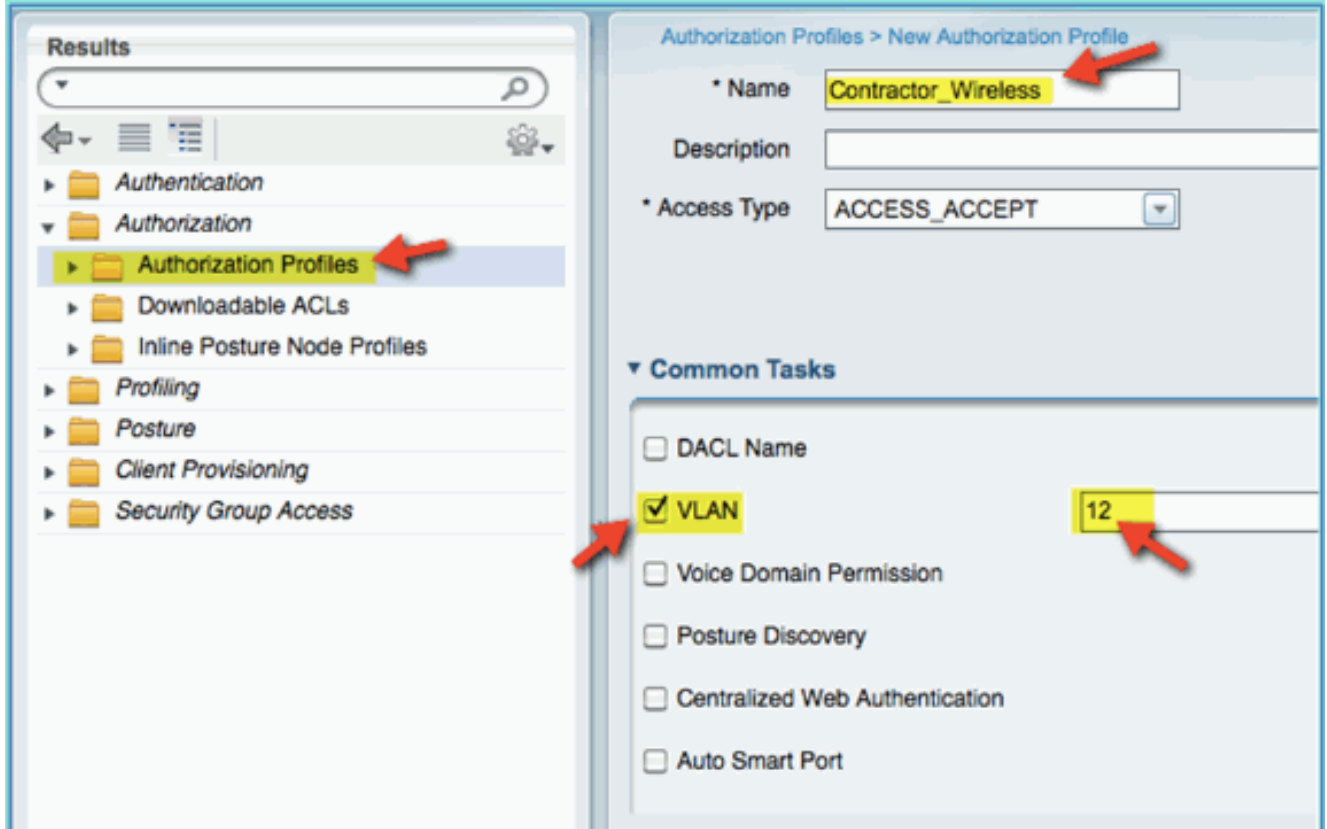 Results
Authentication
Authorization
Authorization Profiles
Downloadable ACLs
Inline Posture Node Profiles
Profiling
Posture
Client Provisioning
Security Group Access
Authorization Profiles > New Authorization Profile
* Name Contractor_Wireless
Description
* Access Type ACCESS_ACCEPT
Common Tasks
DACL Name
VLAN 12
Voice Domain Permission
Posture Discovery
Centralized Web Authentication
Auto Smart Port